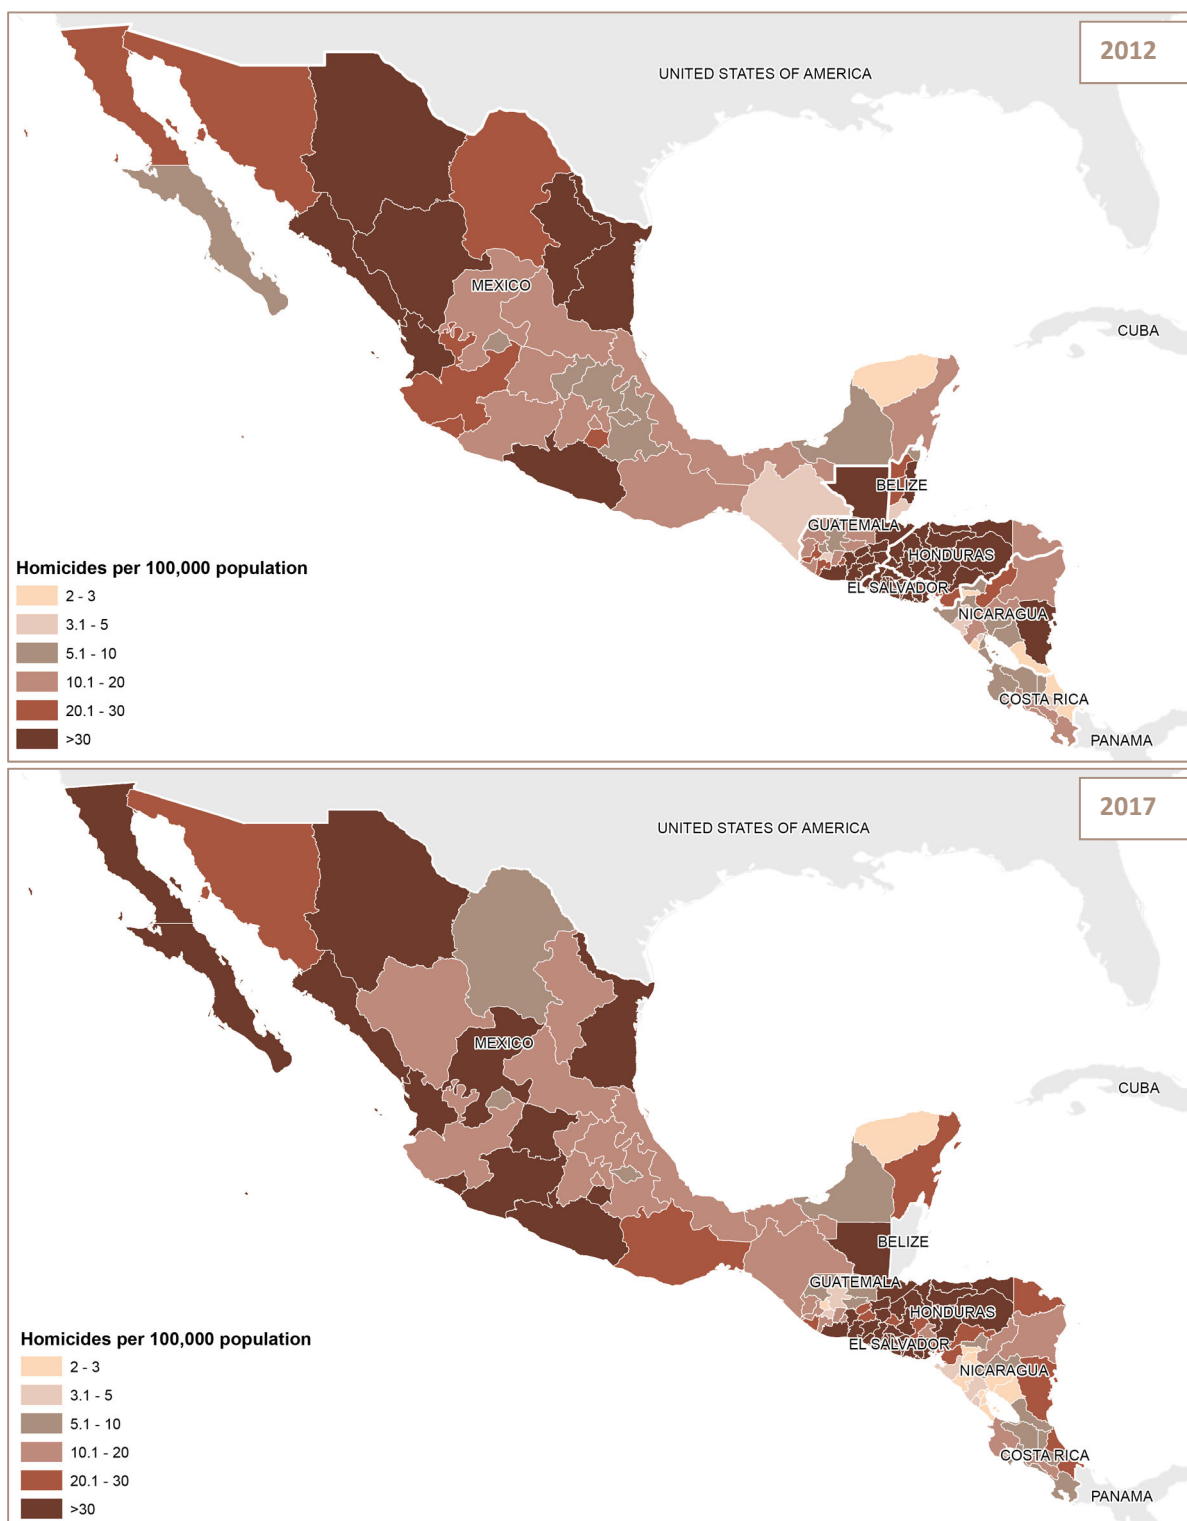 2012
UNITED STATES OF AMERICA
MEXICO
CUBA
BELIZE
GUATEMALA
HONDURAS
EL SALVADOR
NICARAGUA
COSTA RICA
PANAMA
Homicides per 100,000 population
2 - 3
3.1 - 5
5.1 - 10
10.1 - 20
20.1 - 30
>30
2017
UNITED STATES OF AMERICA
MEXICO
CUBA
BELIZE
GUATEMALA
HONDURAS
EL SALVADOR
NICARAGUA
COSTA RICA
PANAMA
Homicides per 100,000 population
2 - 3
3.1 - 5
5.1 - 10
10.1 - 20
20.1 - 30
>30